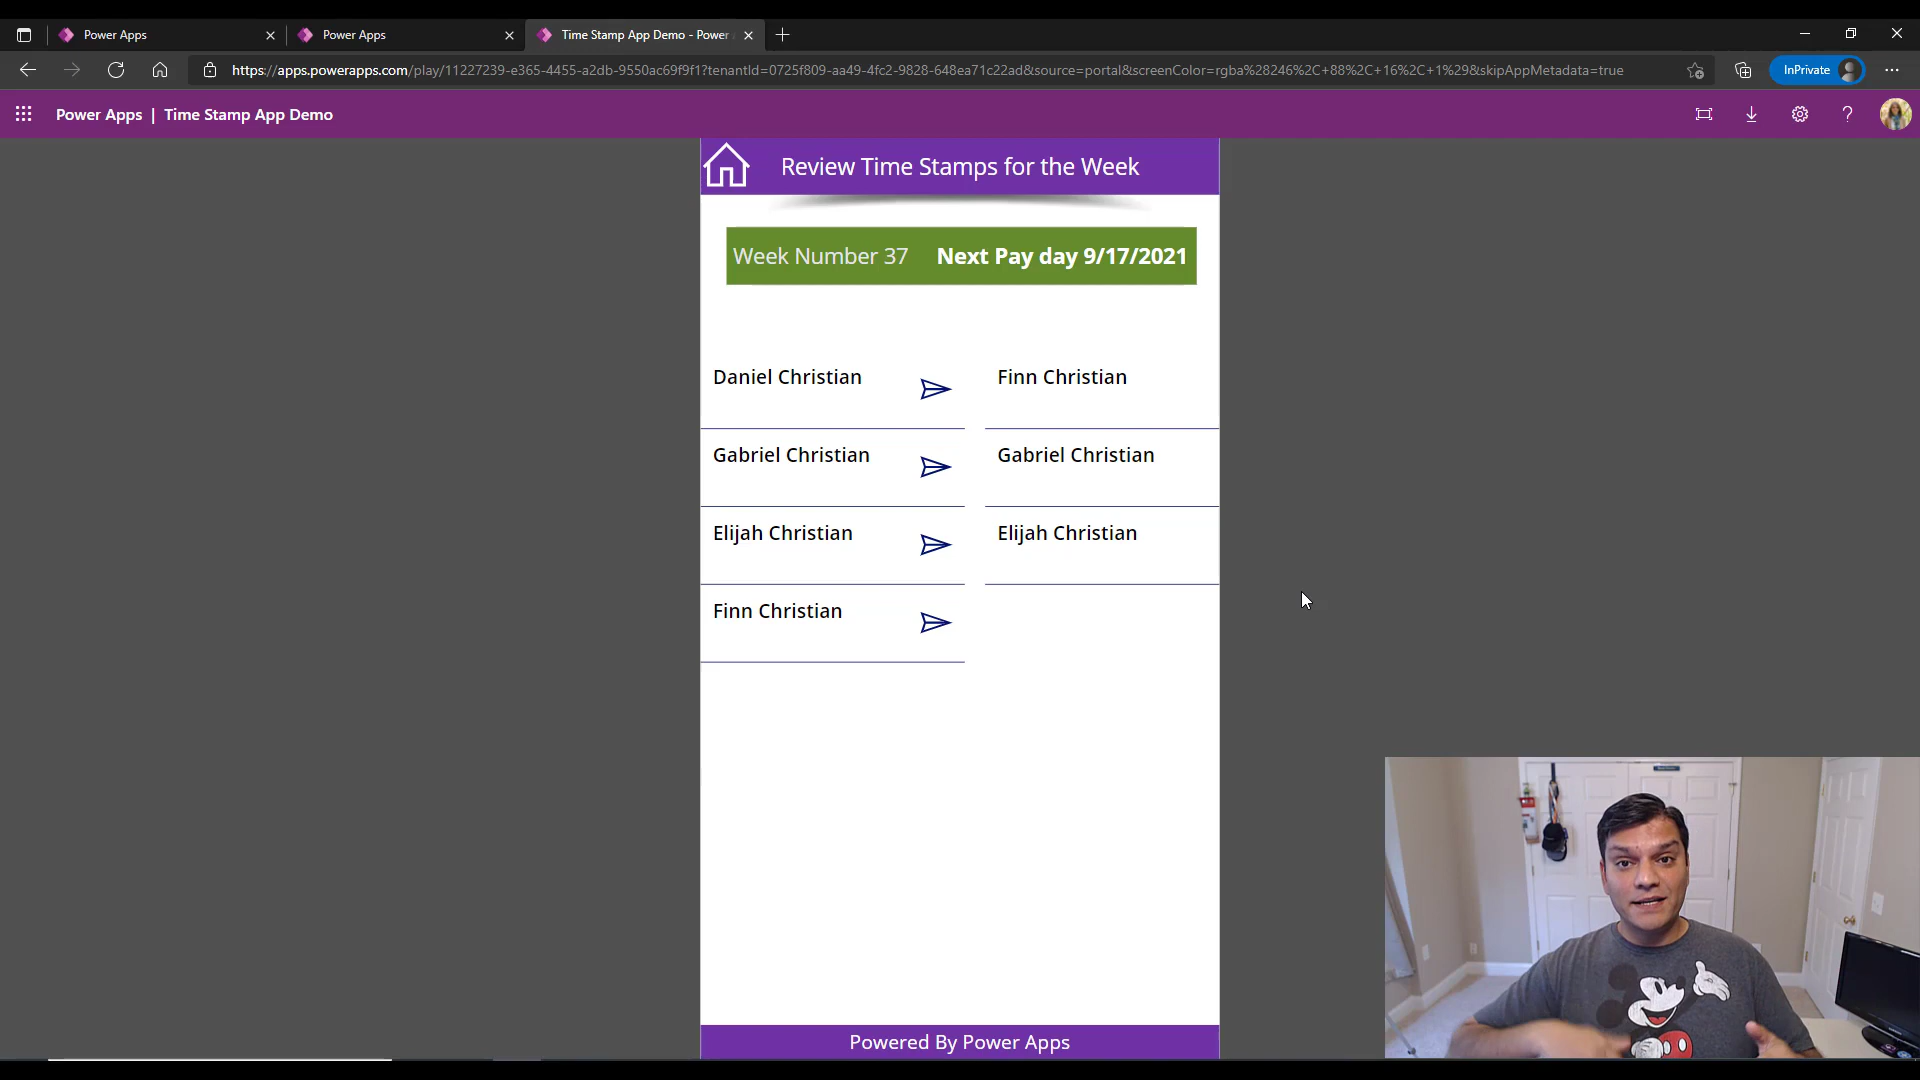 Power Apps
Power Apps
Time Stamp App Demo - Power
https://apps.powerapps.com/play/11227239-e365-4455-a2db-9550ac69f9f1?tenantId=0725f809-aa49-4fc2-9828-648ea71c22ad&source=portal&screenColor=rgba%28246%2C+88%2C+16%2C+1%29&skipAppMetadata=true
InPrivate
Power Apps | Time Stamp App Demo
Review Time Stamps for the Week
Week Number 37 Next Pay day 9/17/2021
Daniel Christian Finn Christian
Gabriel Christian Gabriel Christian
Elijah Christian Elijah Christian
Finn Christian
Powered By Power Apps